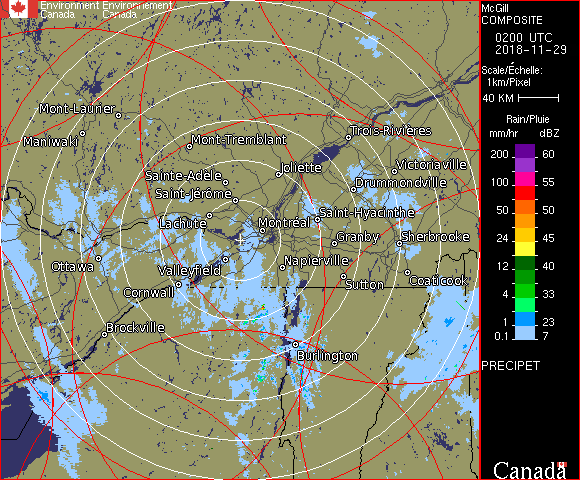 Environment Environnement
Canada Canada
McGill
COMPOSITE
0200 UTC
2018-11-29
Scale/Échelle:
1km/Pixel
40 KM
Rain/Pluie
mm/hr dBZ
200 60
55
100 55
50 50
24 45
12 40
4 33
1 23
0.1 7
PRECIPET
Canada
Mont-Laurier
Maniwaki
Mont-Tremblant
Trois-Rivières
Joliette
Victoriaville
Sainte-Adèle
Drummondville
Saint-Jérôme
Saint-Hyacinthe
Lachute
Montréal
Granby
Sherbrooke
Ottawa
Valleyfield
Napierville
Cornwall
Sutton
Coaticook
Brockville
Burlington